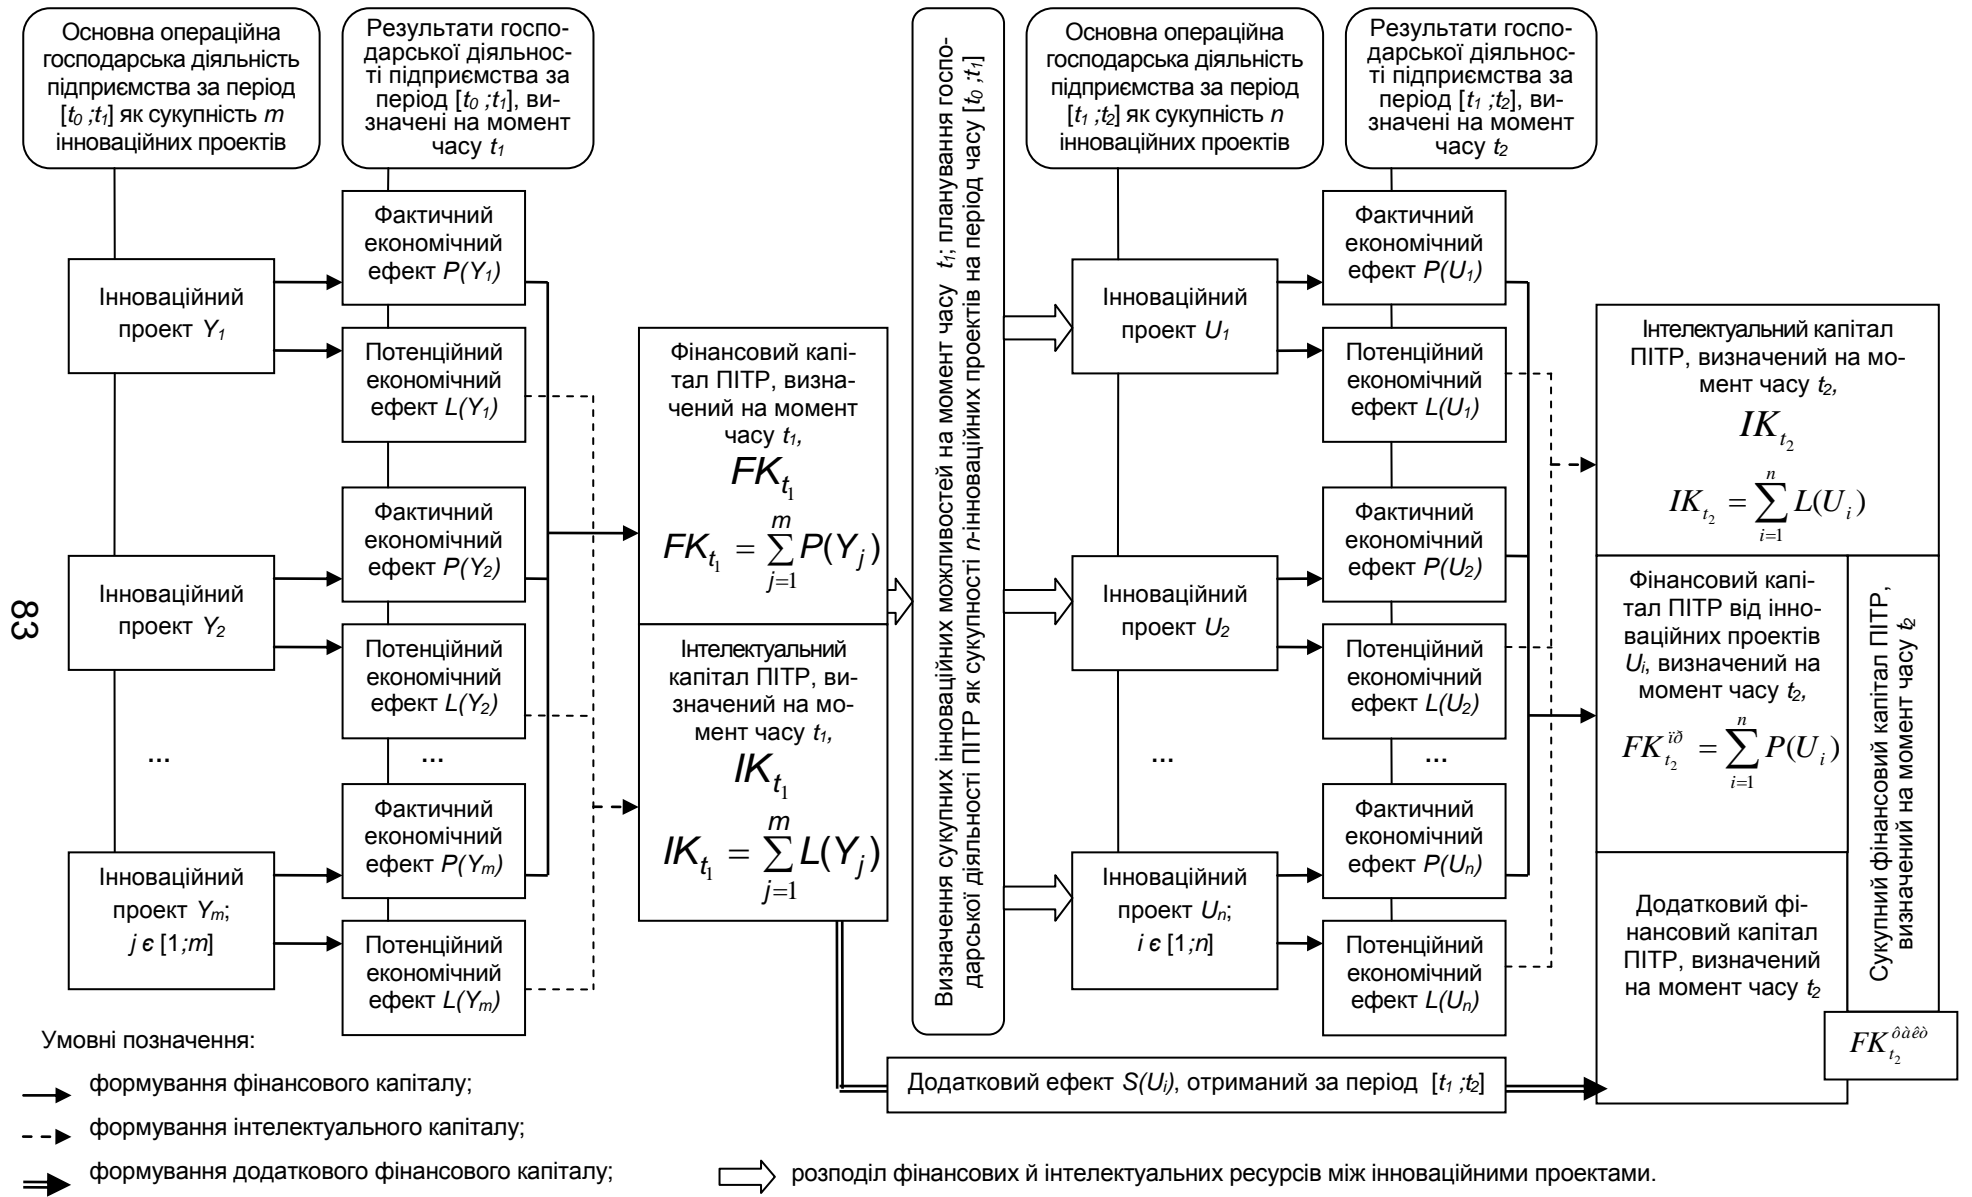 Основна операційна
господарська діяльність
підприємства за період
[t0 ;t1] як сукупність m
інноваційних проектів
Результати госпо-
дарської діяльнос-
ті підприємства за
період [t0 ;t1], ви-
значені на момент
часу t1
Інноваційний
проект Y1
Інноваційний
проект Y2
...
Інноваційний
проект Ym;
j є [1;m]
Фактичний
економічний
ефект P(Y1)
Потенційний
економічний
ефект L(Y1)
Фактичний
економічний
ефект P(Y2)
Потенційний
економічний
ефект L(Y2)
...
Фактичний
економічний
ефект P(Ym)
Потенційний
економічний
ефект L(Ym)
Фінансовий капі-
тал ПІТР, визна-
чений на момент
часу t1,
FKt1
FKt1 = m∑j=1 P(Yj)
Інтелектуальний
капітал ПІТР, ви-
значений на мо-
мент часу t1,
IKt1
IKt1 = m∑j=1 L(Yj)
Визначення сукупних інноваційних можливостей на момент часу t1; планування госпо-
дарської діяльності ПІТР як сукупності n-інноваційних проектів на період часу [t0 ;t1]
Основна операційна
господарська діяльність
підприємства за період
[t1 ;t2] як сукупність n
інноваційних проектів
Результати госпо-
дарської діяльнос-
ті підприємства за
період [t1 ;t2], ви-
значені на момент
часу t2
Інноваційний
проект U1
Інноваційний
проект U2
...
Інноваційний
проект Un;
i є [1;n]
Фактичний
економічний
ефект P(U1)
Потенційний
економічний
ефект L(U1)
Фактичний
економічний
ефект P(U2)
Потенційний
економічний
ефект L(U2)
...
Фактичний
економічний
ефект P(Un)
Потенційний
економічний
ефект L(Un)
Інтелектуальний капітал
ПІТР, визначений на мо-
мент часу t2,
IKt2
IKt2 = n∑i=1 L(Ui)
Фінансовий капі-
тал ПІТР від інно-
ваційних проектів
Ui, визначений на
момент часу t2,
FKt2 ïð = n∑i=1 P(Ui)
Додатковий фі-
нансовий капітал
ПІТР, визначений
на момент часу t2
Сукупний фінансовий капітал ПІТР,
визначений на момент часу t2
FKt2 ôàêò
Додатковий ефект S(Ui), отриманий за період [t1 ;t2]
Умовні позначення:
формування фінансового капіталу;
формування інтелектуального капіталу;
формування додаткового фінансового капіталу;
розподіл фінансових й інтелектуальних ресурсів між інноваційними проектами.
83